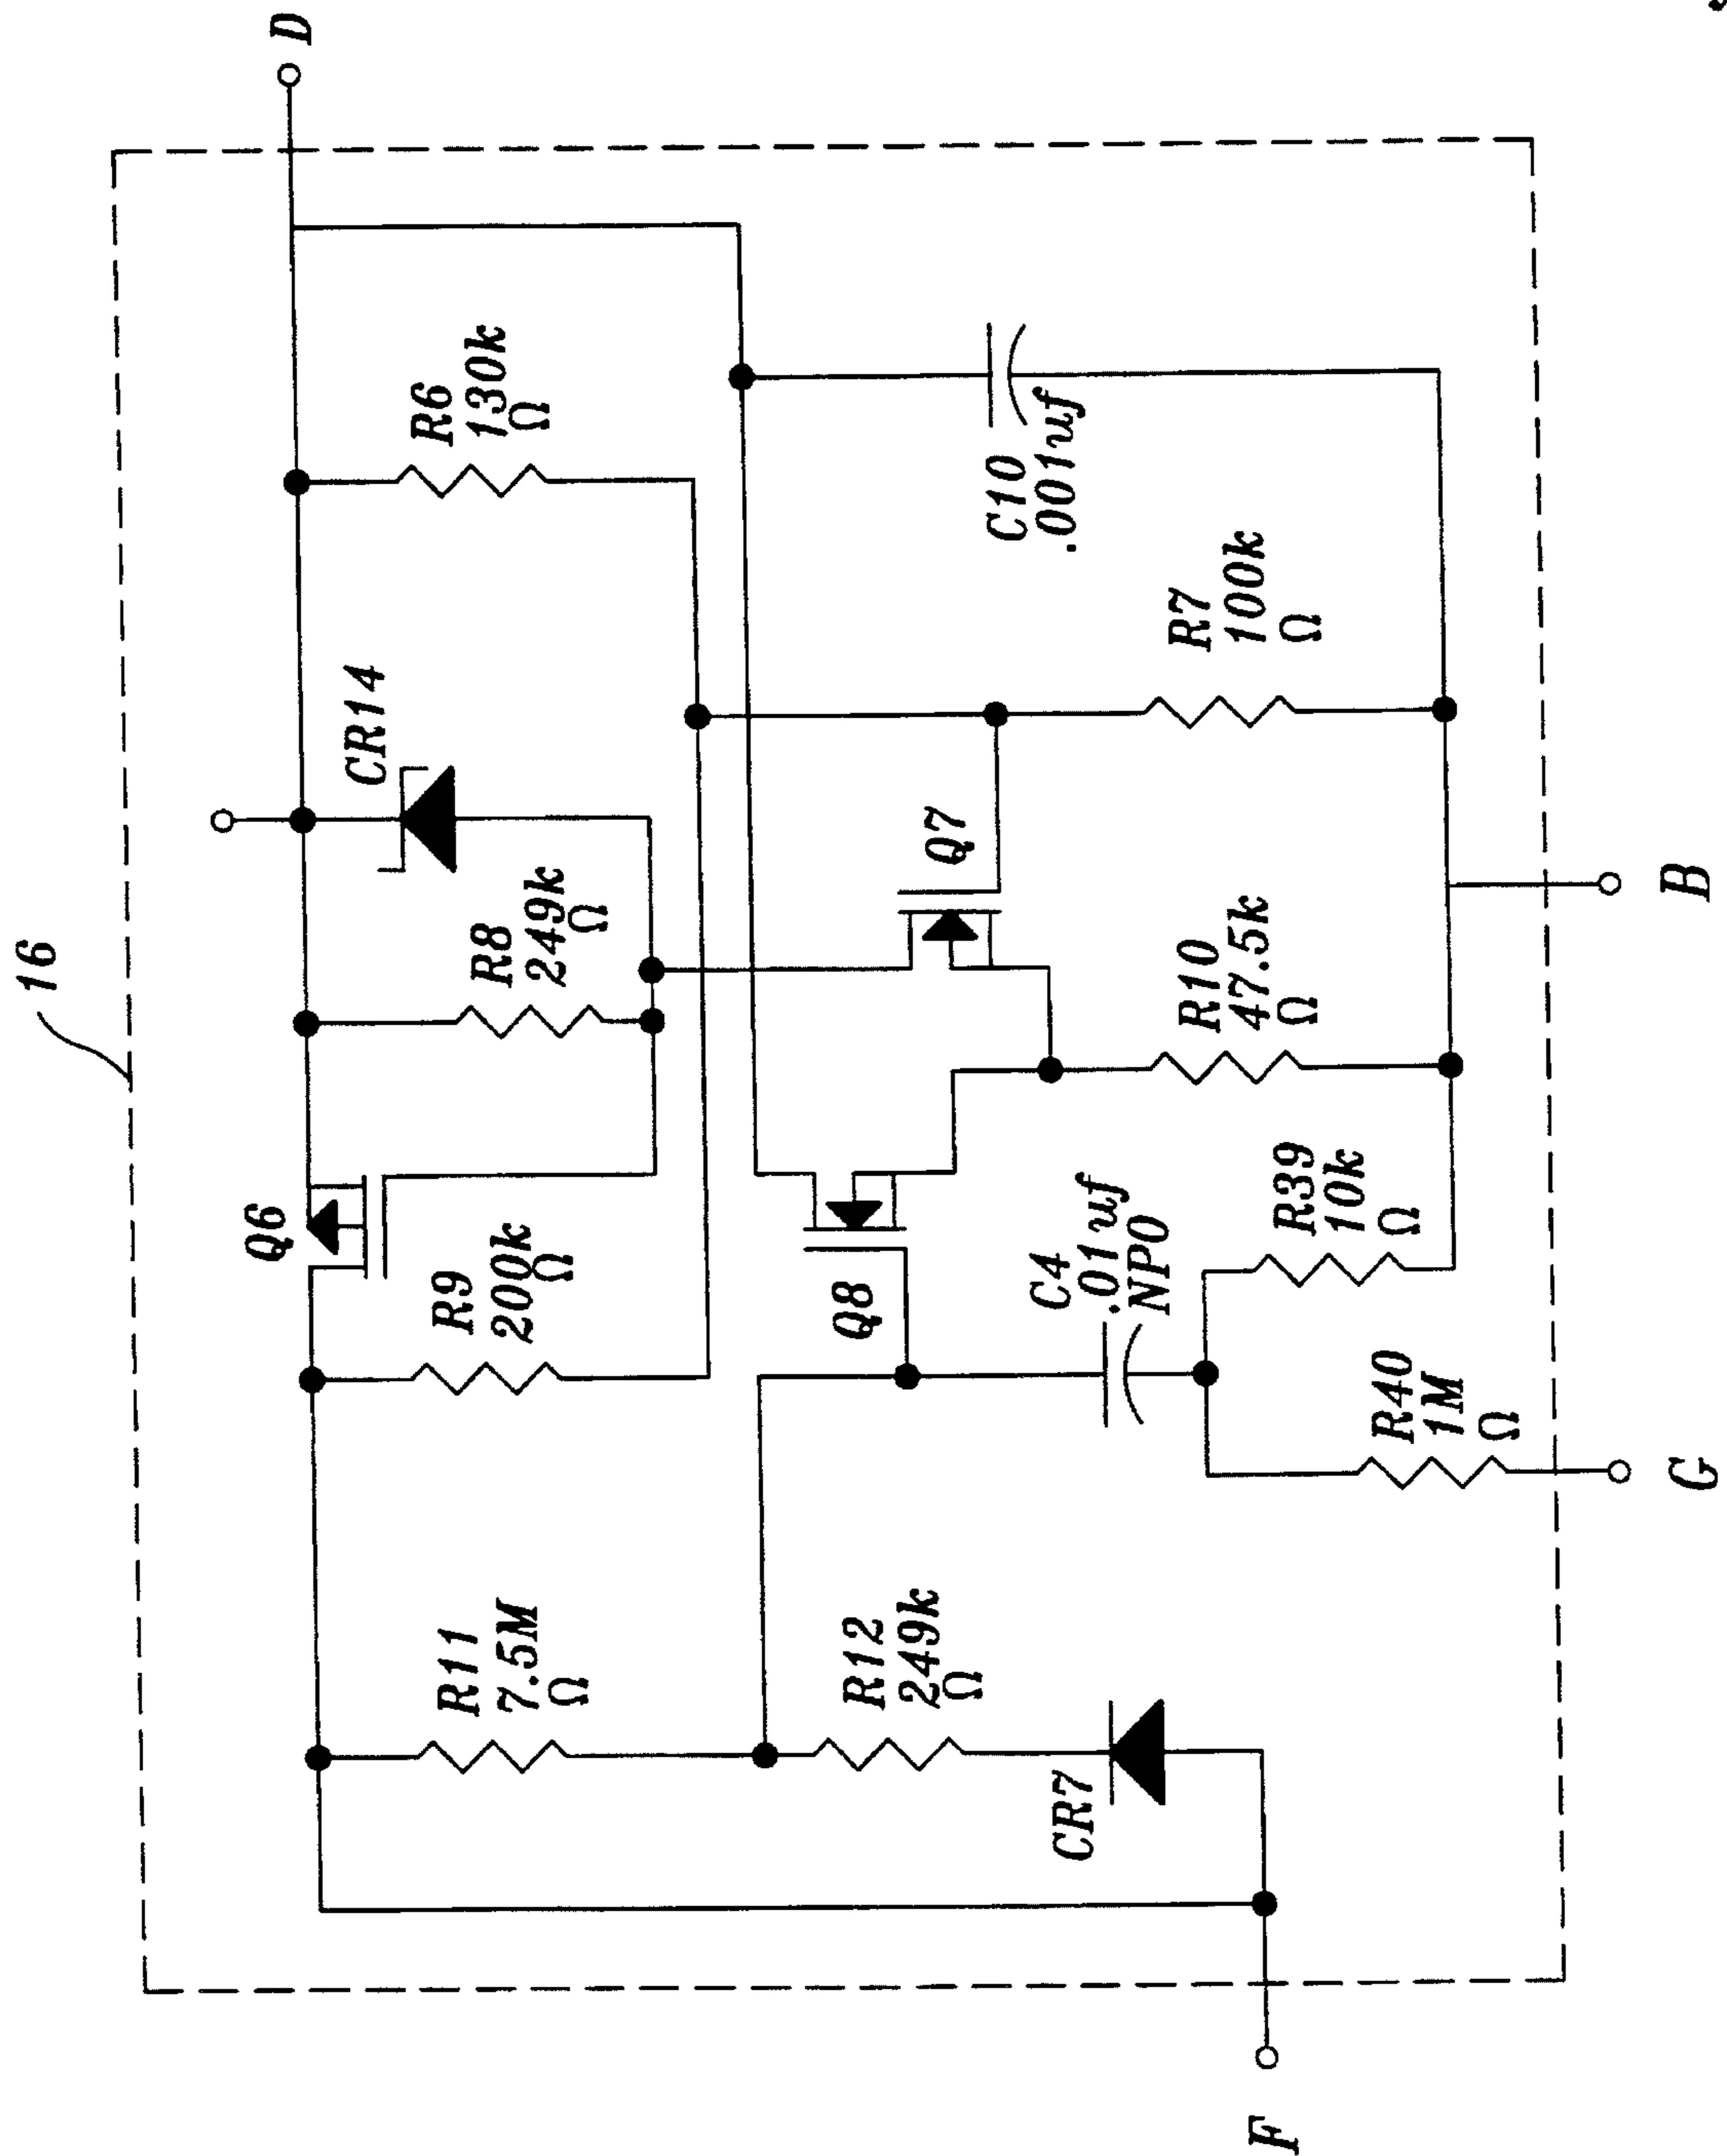 16
D
Q6
CR14
R11
7.5M
Ω
R9
200k
Ω
R8
249k
Ω
R6
130k
Ω
R12
249k
Ω
Q8
Q7
CR7
C4
.01uf
NPO
C10
.001uf
R39
10k
Ω
R10
47.5k
Ω
R7
100k
Ω
F
R40
1M
Ω
G
B